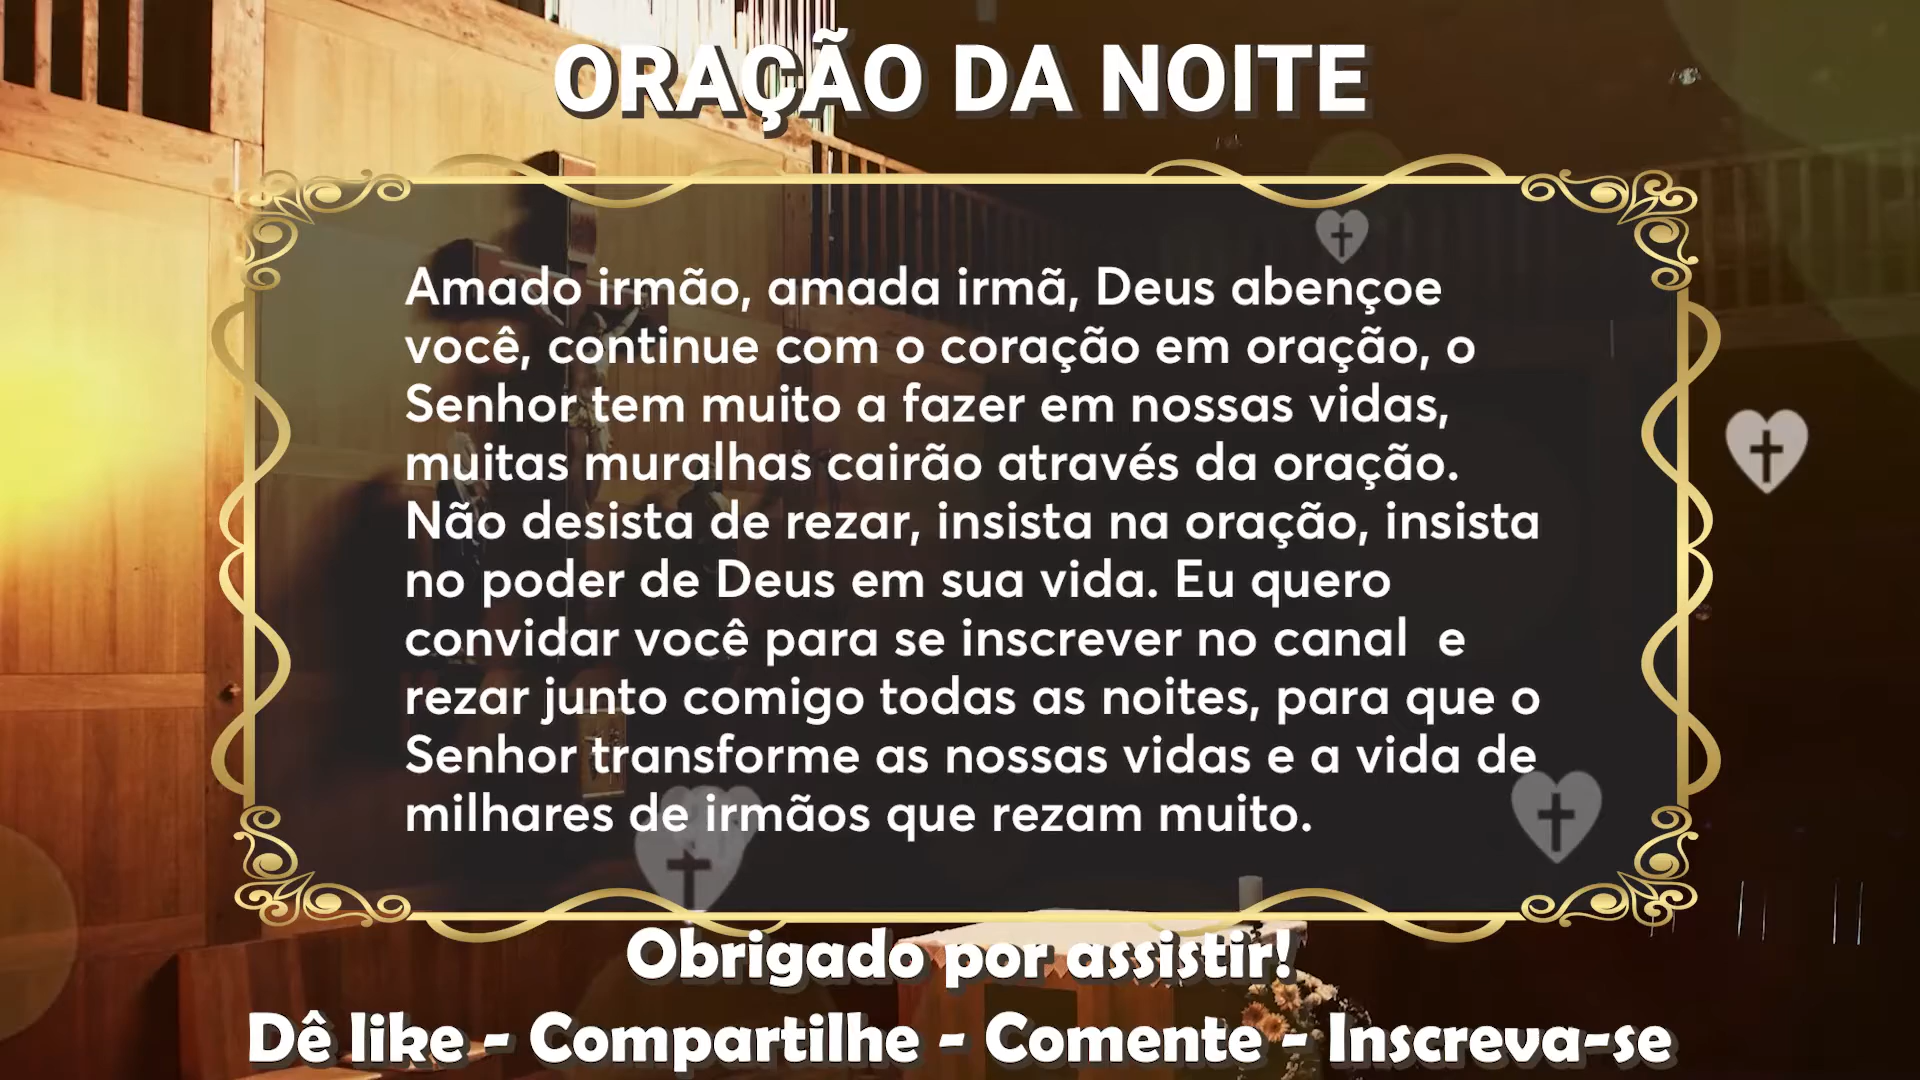 ORAÇÃO DA NOITE
Amado irmão, amada irmã, Deus abençoe
você, continue com o coração em oração, o
Senhor tem muito a fazer em nossas vidas,
muitas muralhas cairão através da oração.
Não desista de rezar, insista na oração, insista
no poder de Deus em sua vida. Eu quero
convidar você para se inscrever no canal  e
rezar junto comigo todas as noites, para que o
Senhor transforme as nossas vidas e a vida de
milhares de irmãos que rezam muito.
Obrigado por assistir!
Dê like - Compartilhe - Comente - Inscreva-se